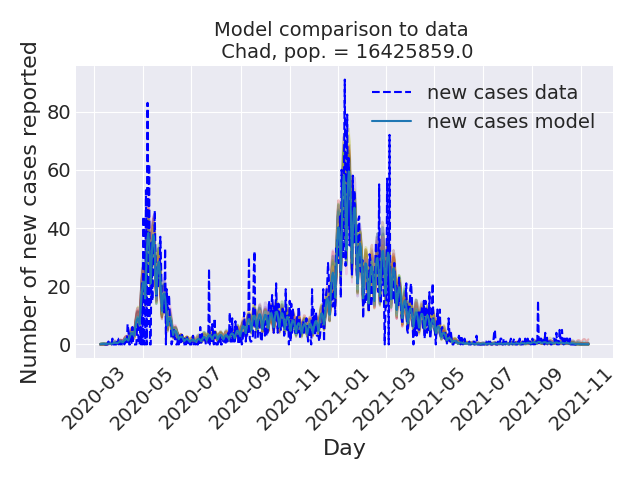 Model comparison to data
Chad, pop. = 16425859.0
Number of new cases reported
80
60
40
20
0
new cases data
new cases model
2020-03
2020-05
2020-07
2020-09
2020-11
2021-01
2021-03
2021-05
2021-07
2021-09
2021-11
Day